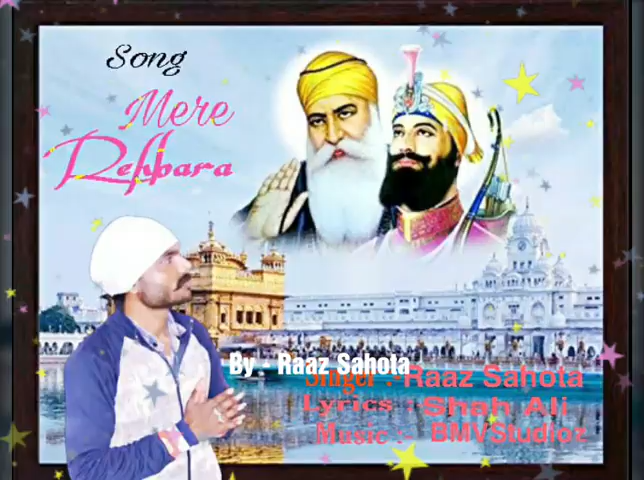 Song
Mere
Rehbara
By - Raaz Sahota
Singer :- Raaz Sahota
Lyrics : Shah Ali
Music :- BMVStudioz